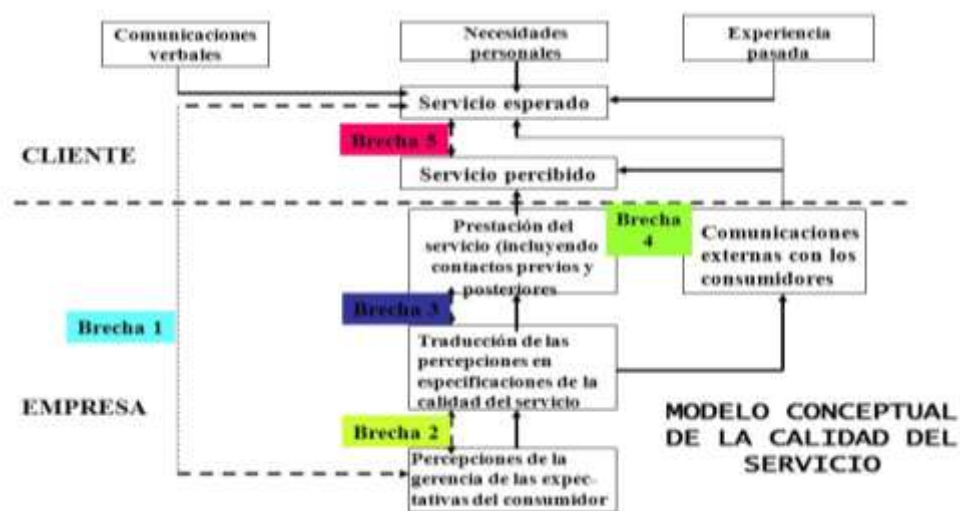 Comunicaciones
verbales
Necesidades
personales
Experiencia
pasada
Servicio esperado
Brecha 5
CLIENTE
Servicio percibido
Prestación del
servicio (incluyendo
contactos previos y
posteriores
Brecha
4
Comunicaciones
externas con los
consumidores
Brecha 3
Brecha 1
Traducción de las
percepciones en
especificaciones de la
calidad del servicio
EMPRESA
Brecha 2
Percepciones de la
gerencia de las expec-
tativas del consumidor
MODELO CONCEPTUAL
DE LA CALIDAD DEL
SERVICIO